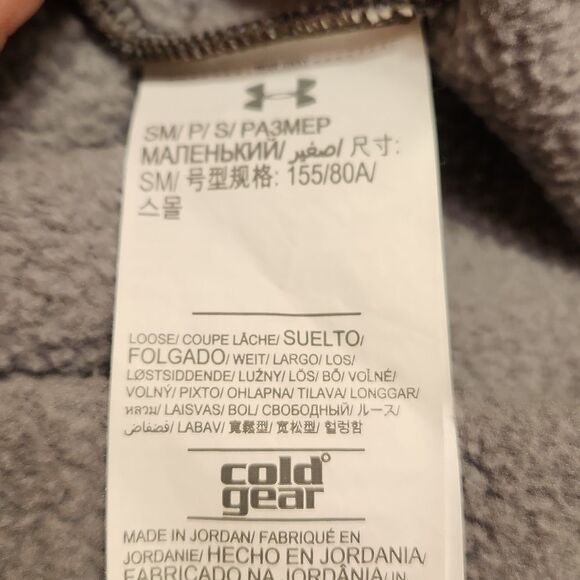 SM/ P/ S/ РАЗМЕР
МАЛЕНЬКИЙ/ صغير/ 尺寸:
SM/ 号型规格: 155/80A/
스몰
LOOSE/ COUPE LÂCHE/ SUELTO/
FOLGADO/ WEIT/ LARGO/ LOS/
LØSTSIDDENDE/ LUŹNY/ LÖS/ BŐ/ VOLNÉ/
VOLNÝ/ PIXTO/ OHLAPNA/ TILAVA/ LONGGAR/
หลวม/ LAISVAS/ BOL/ СВОБОДНЫЙ/ ルース/
فضفاض/ LABAV/ 寬鬆型/ 宽松型/ 헐렁함
cold
gear
MADE IN JORDAN/ FABRIQUÉ EN
JORDANIE/ HECHO EN JORDANIA/
FABRICADO NA JORDÂNIA/